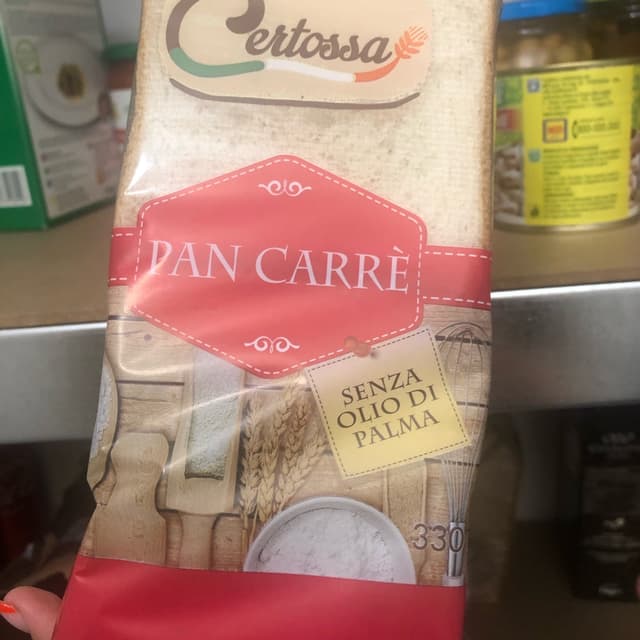 Certossa
PAN CARRÈ
SENZA
OLIO DI
PALMA
330